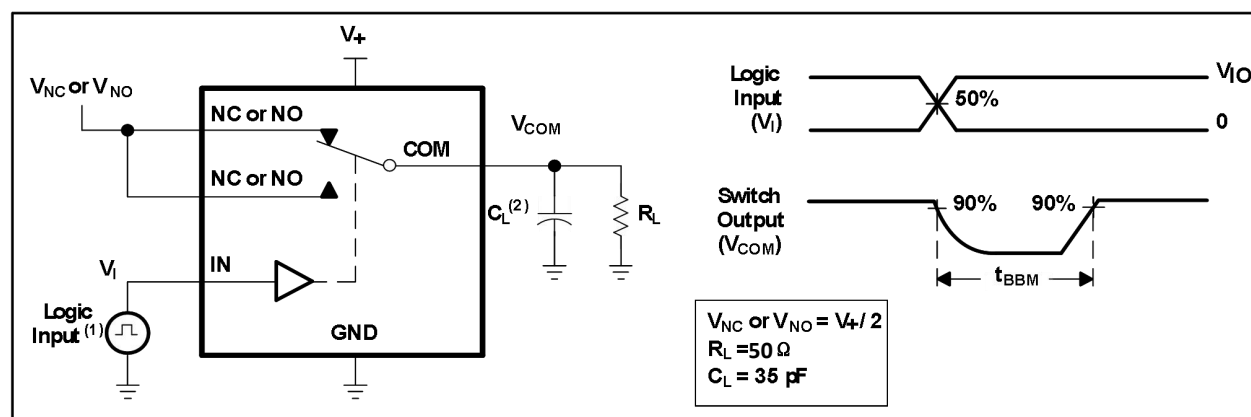 V+
VNC or VNO
NC or NO
VCOM
COM
NC or NO
CL(2)
RL
VI
IN
Logic
Input(1)
GND
Logic
Input
(VI)
VIO
50%
0
Switch
Output
(VCOM)
90%
90%
tBBM
VNC or VNO = V+/2
RL =50 Ω
CL = 35 pF